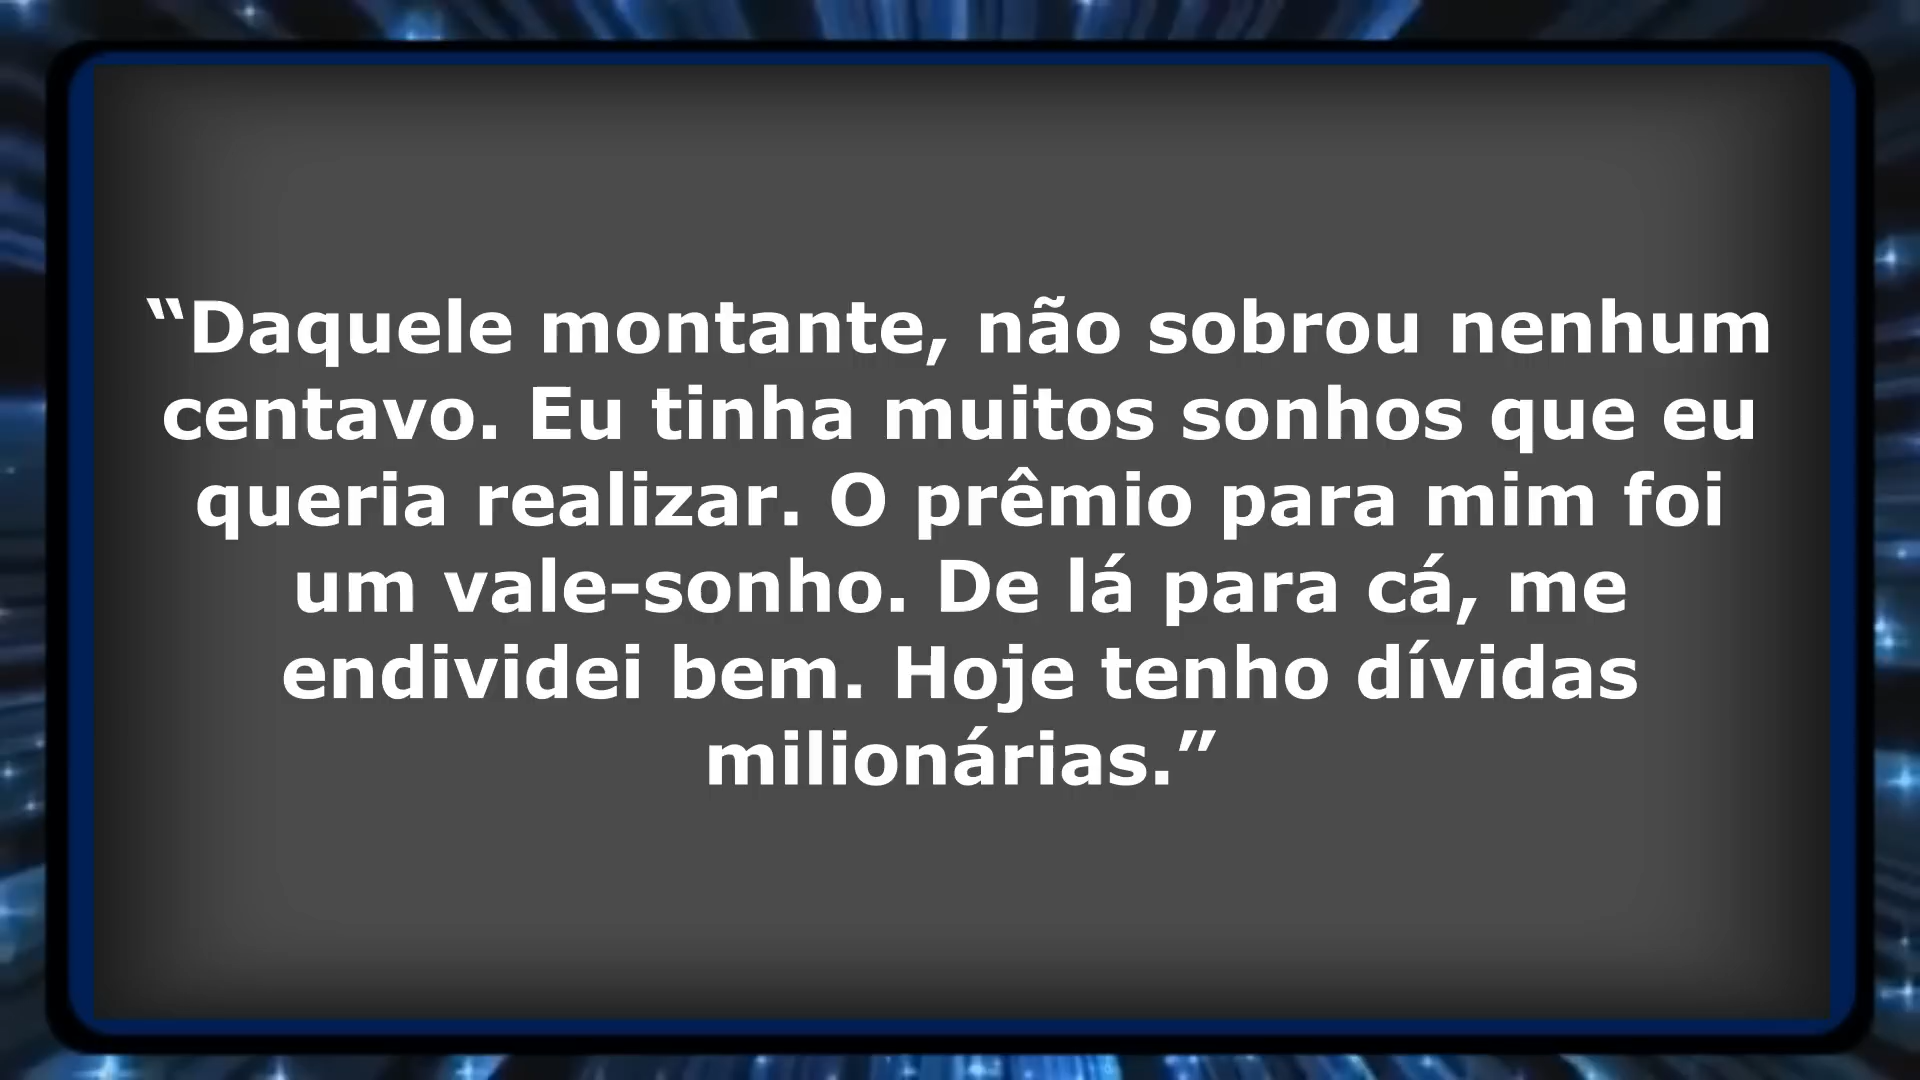 “Daquele montante, não sobrou nenhum
centavo. Eu tinha muitos sonhos que eu
queria realizar. O prêmio para mim foi
um vale-sonho. De lá para cá, me
endividei bem. Hoje tenho dívidas
milionárias.”